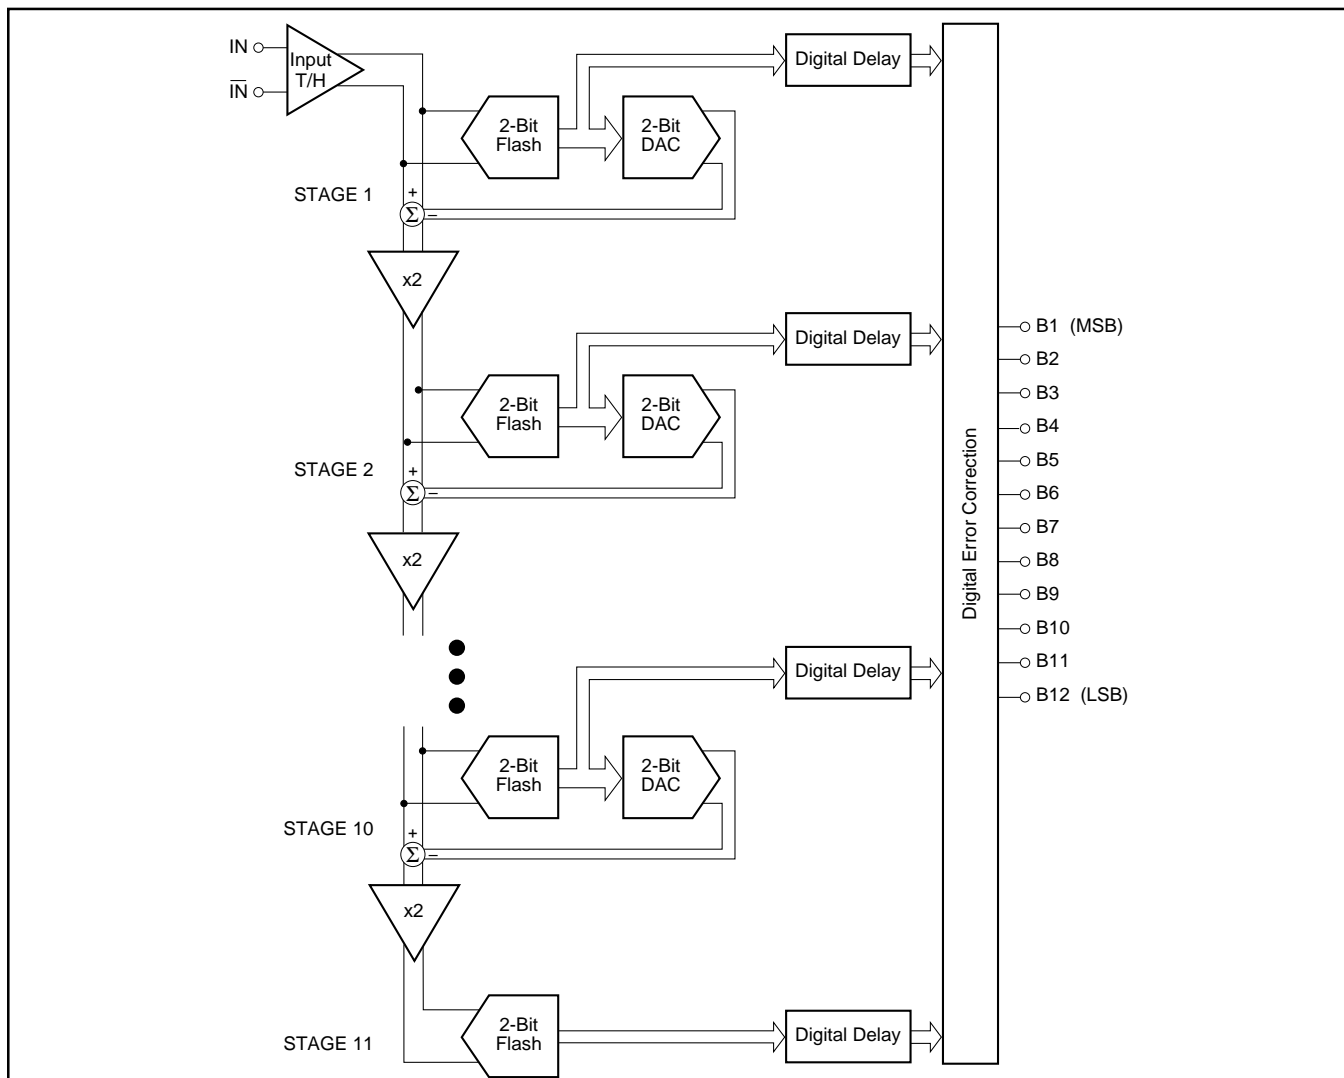 IN
Input
T/H
I̅N̅
Digital Delay
2-Bit
Flash
2-Bit
DAC
STAGE 1
+
Σ
–
x2
Digital Delay
2-Bit
Flash
2-Bit
DAC
STAGE 2
+
Σ
–
x2
Digital Delay
2-Bit
Flash
2-Bit
DAC
STAGE 10
+
Σ
–
x2
2-Bit
Flash
Digital Delay
STAGE 11
Digital Error Correction
B1 (MSB)
B2
B3
B4
B5
B6
B7
B8
B9
B10
B11
B12 (LSB)